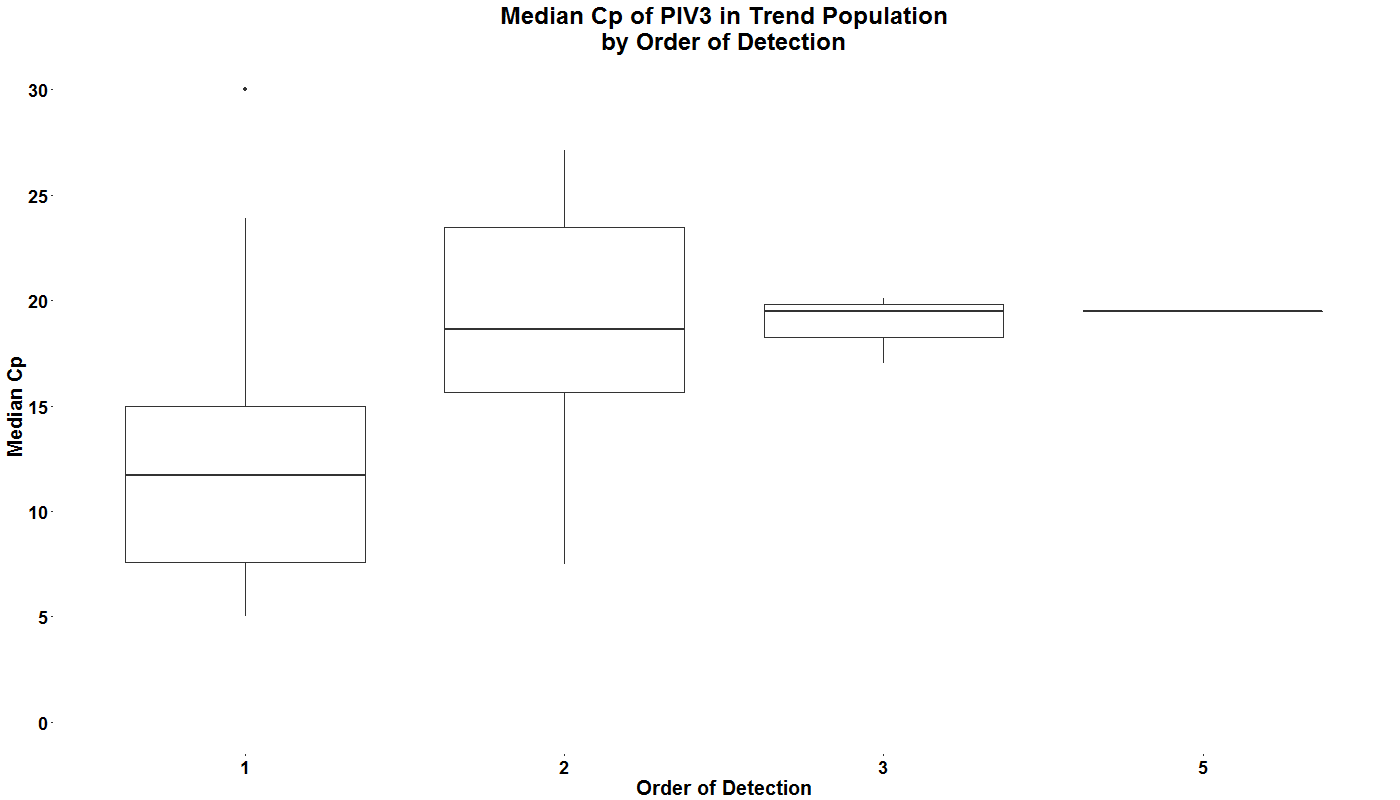 Median Cp of PIV3 in Trend Population
by Order of Detection
30
25
20
15
10
5
0
Median Cp
1 2 3 5
Order of Detection